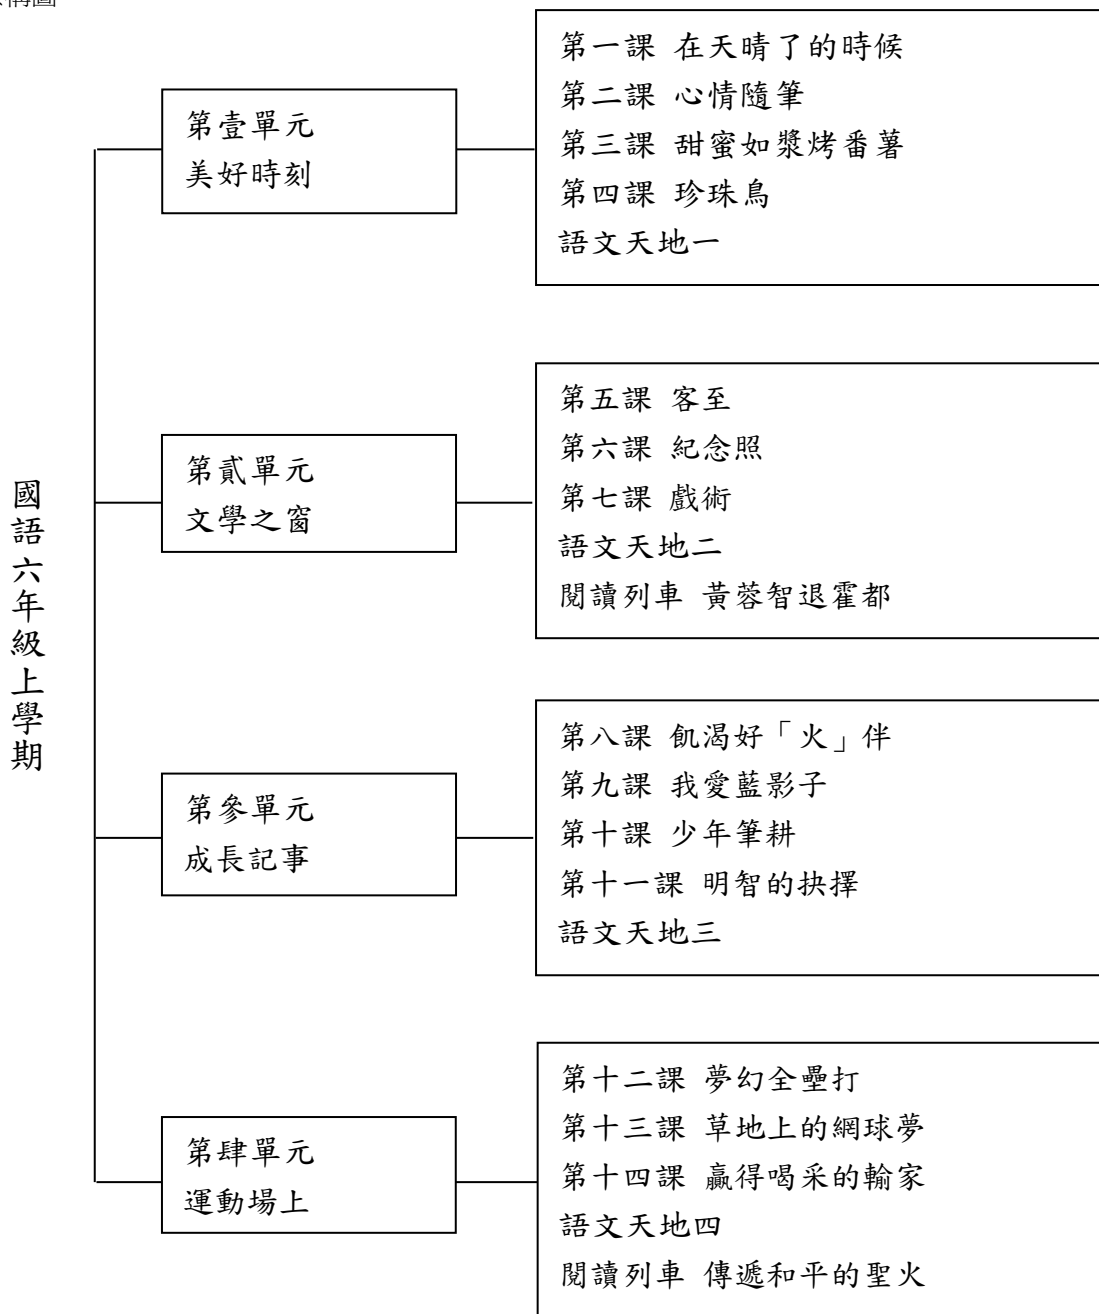 構圖
國語六年級上學期
第壹單元
美好時刻
第一課 在天晴了的時候
第二課 心情隨筆
第三課 甜蜜如漿烤番薯
第四課 珍珠鳥
語文天地一
第貳單元
文學之窗
第五課 客至
第六課 紀念照
第七課 戲術
語文天地二
閱讀列車 黃蓉智退霍都
第參單元
成長記事
第八課 飢渴好「火」伴
第九課 我愛藍影子
第十課 少年筆耕
第十一課 明智的抉擇
語文天地三
第肆單元
運動場上
第十二課 夢幻全壘打
第十三課 草地上的網球夢
第十四課 贏得喝采的輸家
語文天地四
閱讀列車 傳遞和平的聖火